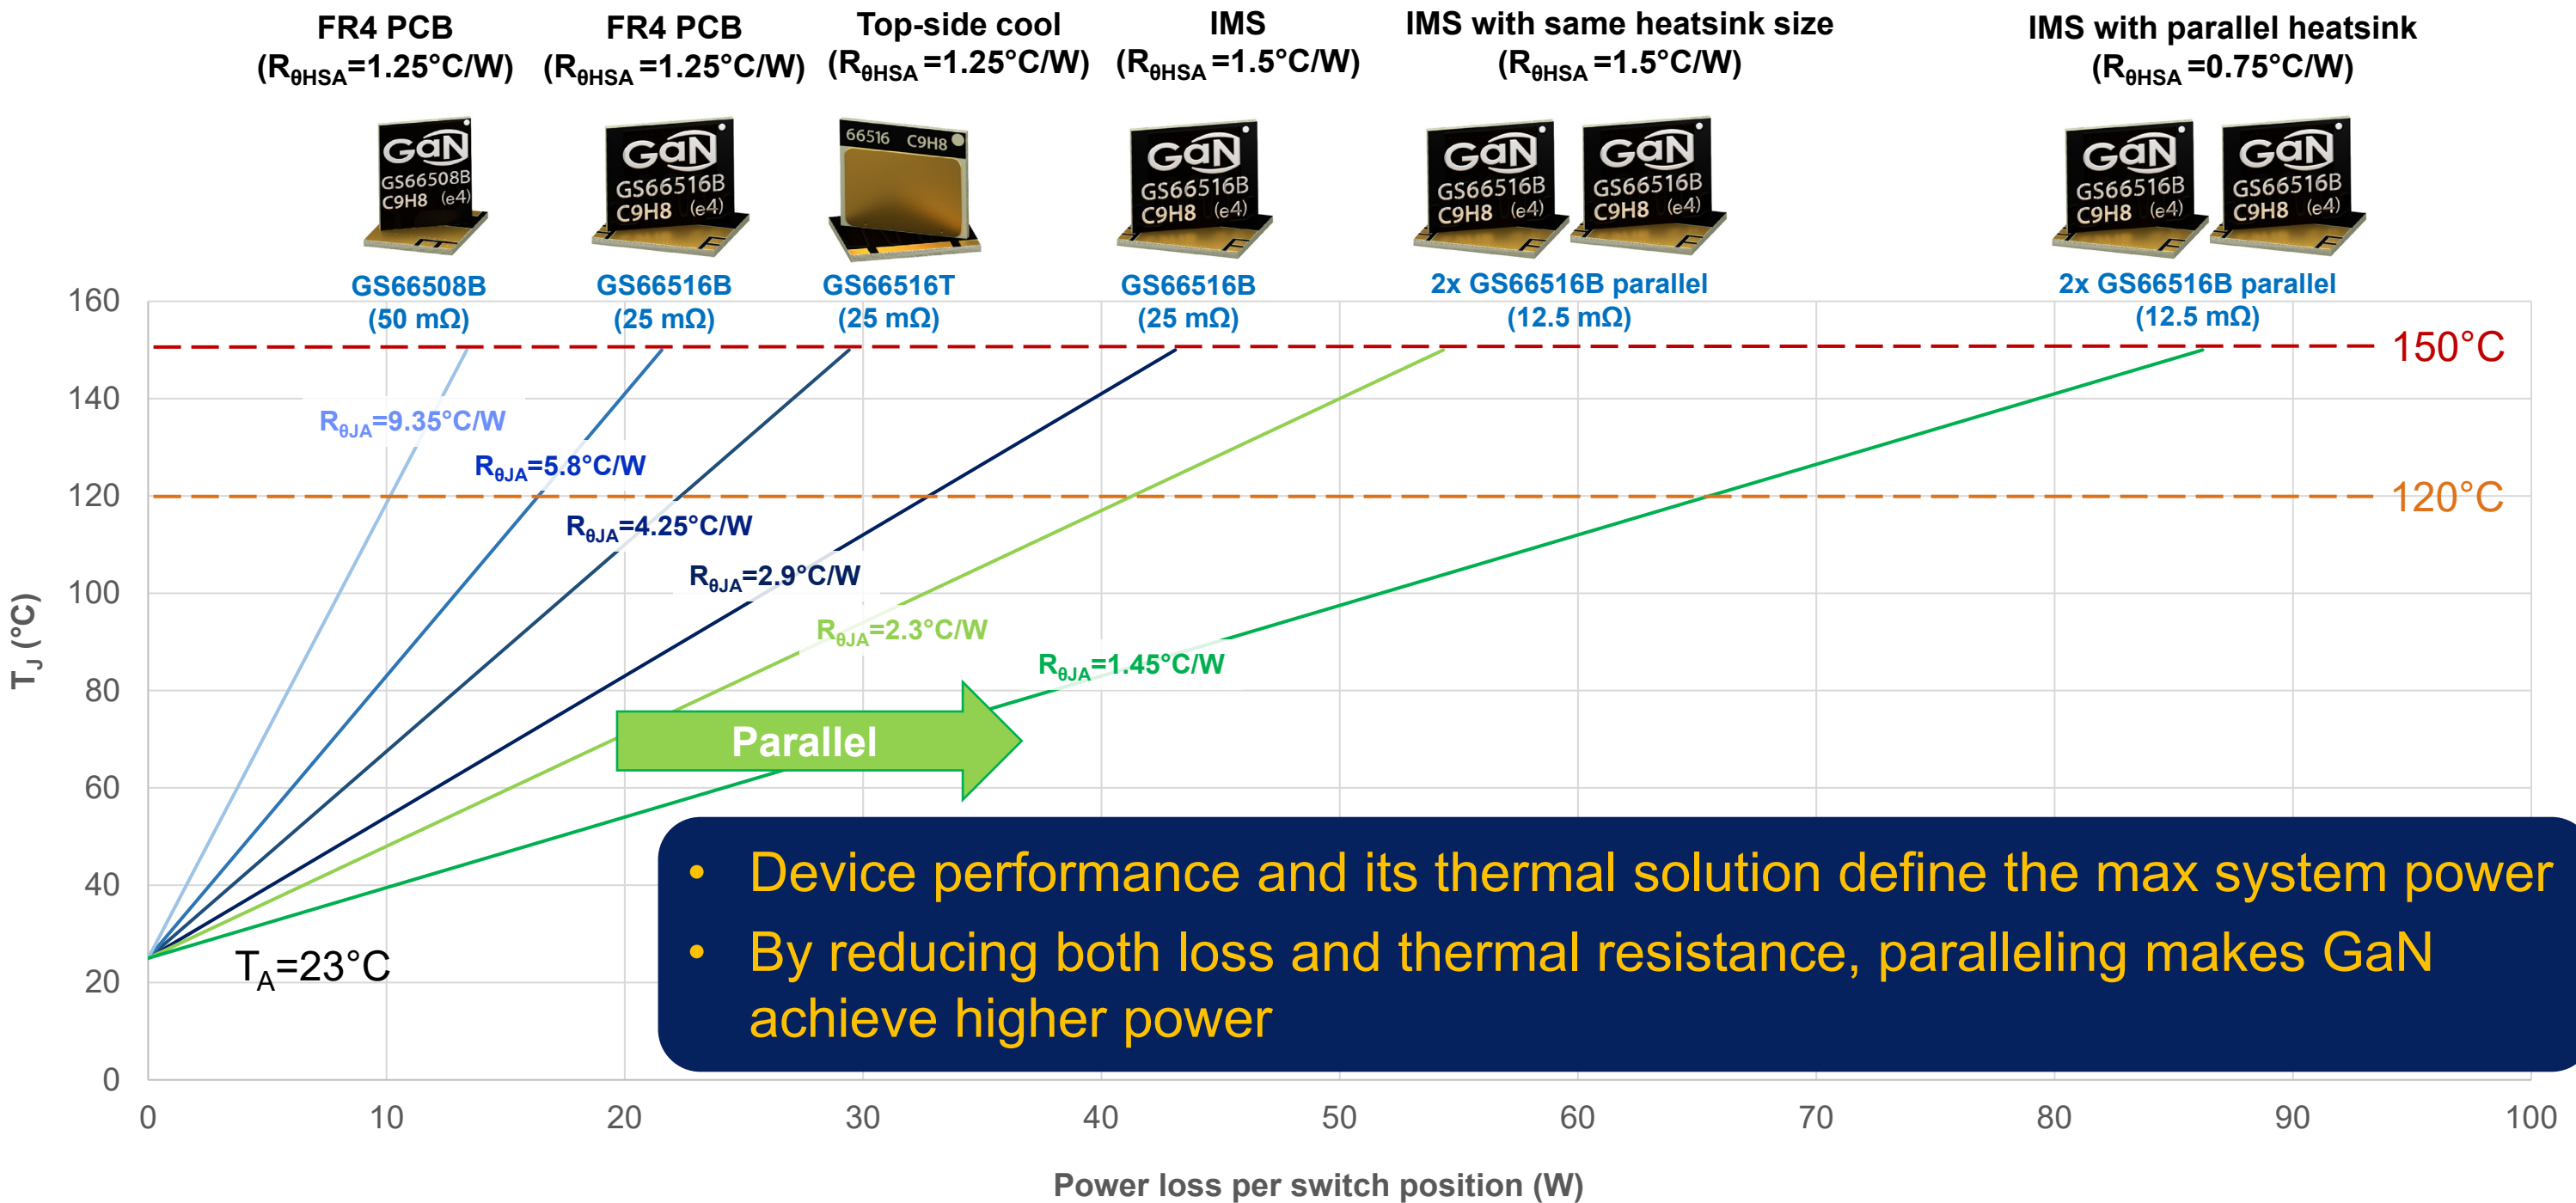 FR4 PCB
(RθHSA=1.25°C/W)
FR4 PCB
(RθHSA=1.25°C/W)
Top-side cool
(RθHSA =1.25°C/W)
IMS
(RθHSA =1.5°C/W)
IMS with same heatsink size
(RθHSA =1.5°C/W)
IMS with parallel heatsink
(RθHSA =0.75°C/W)
GaN
GS66508B
C9H8 (e4)
GaN
GS66516B
C9H8 (e4)
66516 C9H8
GaN
GS66516B
C9H8 (e4)
GaN
GS66516B
C9H8 (e4)
GaN
GS66516B
C9H8 (e4)
GaN
GS66516B
C9H8 (e4)
GaN
GS66516B
C9H8 (e4)
GS66508B
(50 mΩ)
GS66516B
(25 mΩ)
GS66516T
(25 mΩ)
GS66516B
(25 mΩ)
2x GS66516B parallel
(12.5 mΩ)
2x GS66516B parallel
(12.5 mΩ)
160
140
120
100
80
60
40
20
0
TJ (°C)
150°C
120°C
RθJA=9.35°C/W
RθJA=5.8°C/W
RθJA=4.25°C/W
RθJA=2.9°C/W
RθJA=2.3°C/W
RθJA=1.45°C/W
Parallel
TA=23°C
• Device performance and its thermal solution define the max system power
• By reducing both loss and thermal resistance, paralleling makes GaN
achieve higher power
0 10 20 30 40 50 60 70 80 90 100
Power loss per switch position (W)